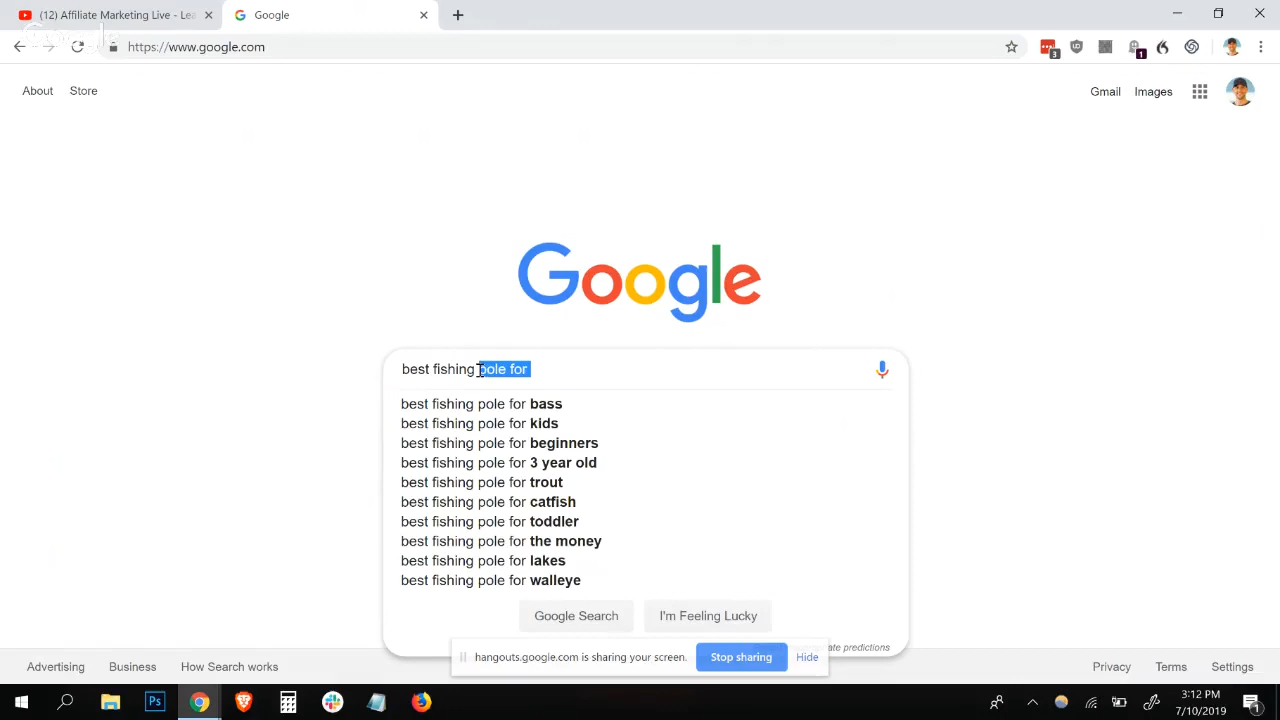 (12) Affiliate Marketing Live - Lea
Google
https://www.google.com
3
1
About
Store
Gmail
Images
Google
best fishing pole for
best fishing pole for bass
best fishing pole for kids
best fishing pole for beginners
best fishing pole for 3 year old
best fishing pole for trout
best fishing pole for catfish
best fishing pole for toddler
best fishing pole for the money
best fishing pole for lakes
best fishing pole for walleye
Google Search
I'm Feeling Lucky
predictions
hangouts.google.com is sharing your screen.
Stop sharing
Hide
Advertising
Business
How Search works
Privacy
Terms
Settings
Ps
3:12 PM
7/10/2019
1